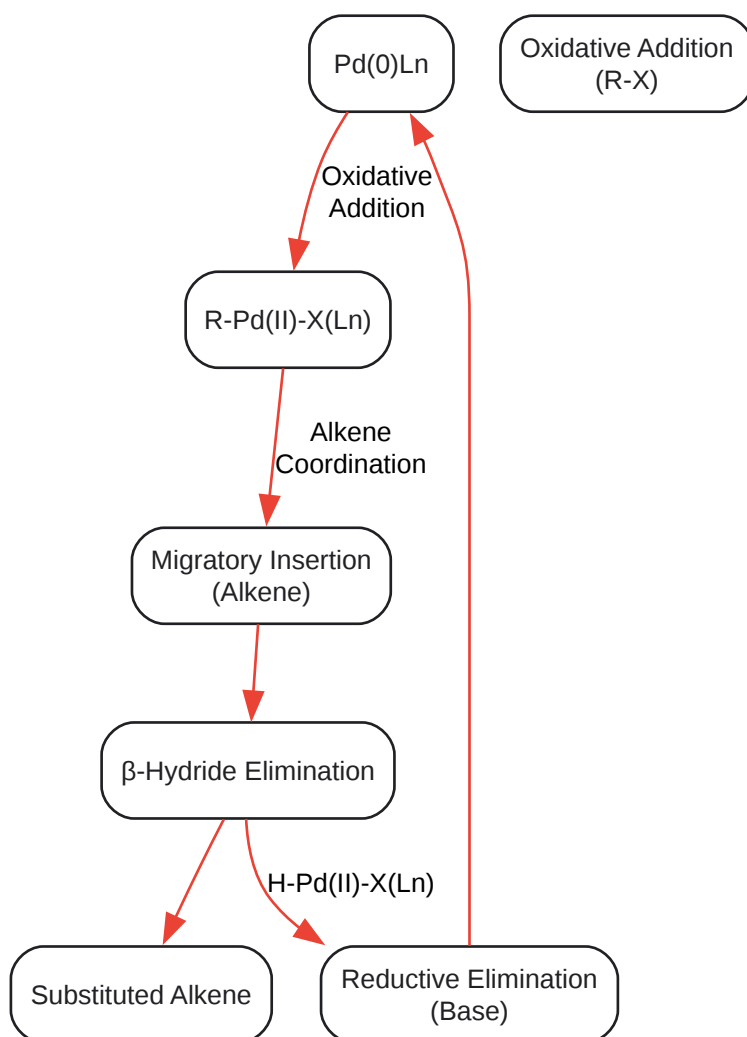 Pd(0)Ln
Oxidative Addition
(R-X)
Oxidative
Addition
R-Pd(II)-X(Ln)
Alkene
Coordination
Migratory Insertion
(Alkene)
β-Hydride Elimination
H-Pd(II)-X(Ln)
Substituted Alkene
Reductive Elimination
(Base)